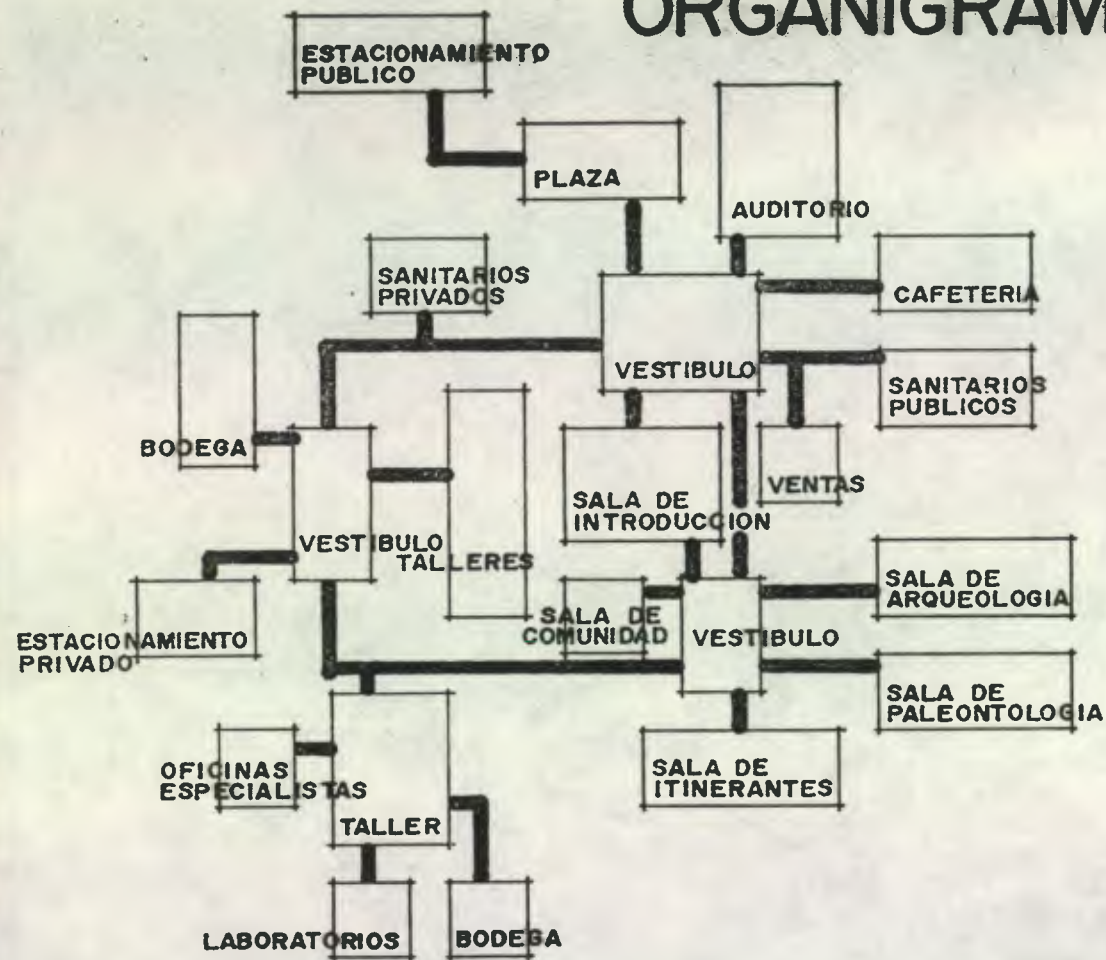 ORGANIGRAM
ESTACIONAMIENTO
PUBLICO
PLAZA
AUDITORIO
SANITARIOS
PRIVADOS
CAFETERIA
VESTIBULO
SANITARIOS
PUBLICOS
BODEGA
VENTAS
SALA DE
INTRODUCCION
VESTIBULO
TALLERES
SALA DE
ARQUEOLOGIA
ESTACIONAMIENTO
PRIVADO
SALA DE
COMUNIDAD
VESTIBULO
SALA DE
PALEONTOLOGIA
OFICINAS
ESPECIALISTAS
SALA DE
ITINERANTES
TALLER
LABORATORIOS
BODEGA